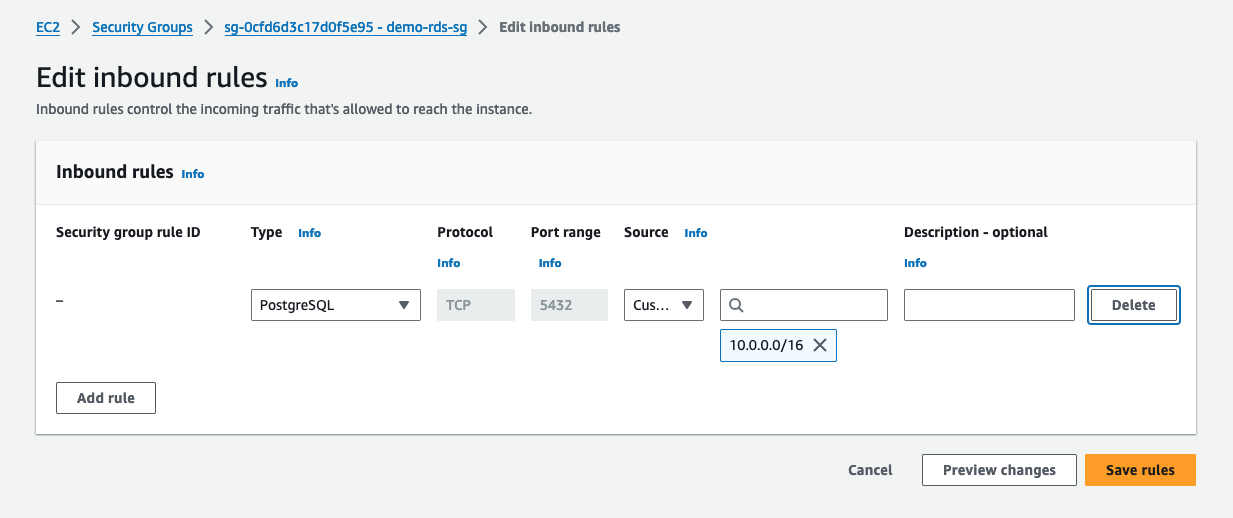 EC2 > Security Groups > sg-0cfd6d3c17d0f5e95 - demo-rds-sg > Edit inbound rules
Edit inbound rules Info
Inbound rules control the incoming traffic that's allowed to reach the instance.
Inbound rules Info
Security group rule ID Type Info Protocol Port range Source Info Description - optional
Info Info Info
– PostgreSQL TCP 5432 Cus... Delete
10.0.0.0/16
Add rule
Cancel Preview changes Save rules